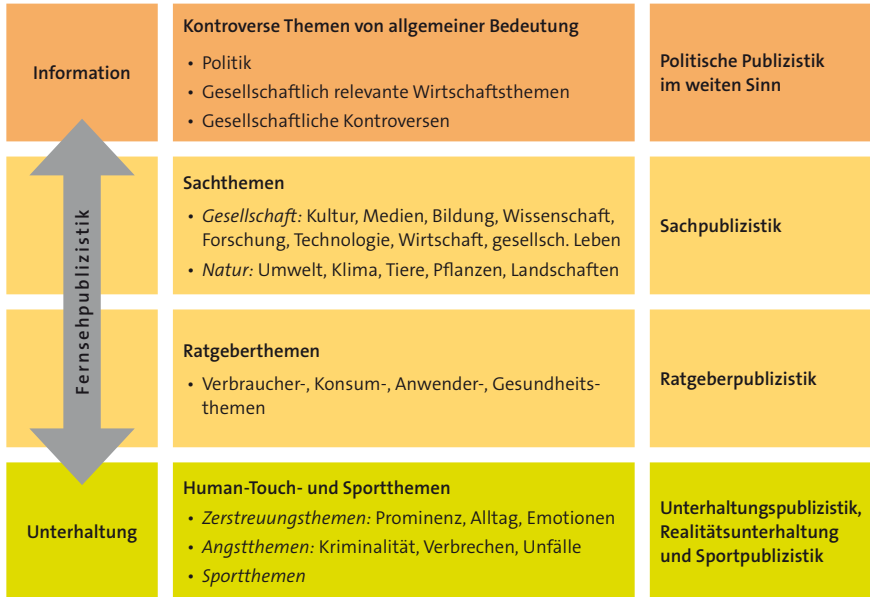 Information
Kontroverse Themen von allgemeiner Bedeutung
• Politik
• Gesellschaftlich relevante Wirtschaftsthemen
• Gesellschaftliche Kontroversen
Politische Publizistik
im weiten Sinn
Fernsehpublizistik
Sachthemen
• Gesellschaft: Kultur, Medien, Bildung, Wissenschaft,
Forschung, Technologie, Wirtschaft, gesellsch. Leben
• Natur: Umwelt, Klima, Tiere, Pflanzen, Landschaften
Sachpublizistik
Ratgeberthemen
• Verbraucher-, Konsum-, Anwender-, Gesundheits-
themen
Ratgeberpublizistik
Unterhaltung
Human-Touch- und Sportthemen
• Zerstreuungsthemen: Prominenz, Alltag, Emotionen
• Angstthemen: Kriminalität, Verbrechen, Unfälle
• Sportthemen
Unterhaltungspublizistik,
Realitätsunterhaltung
und Sportpublizistik